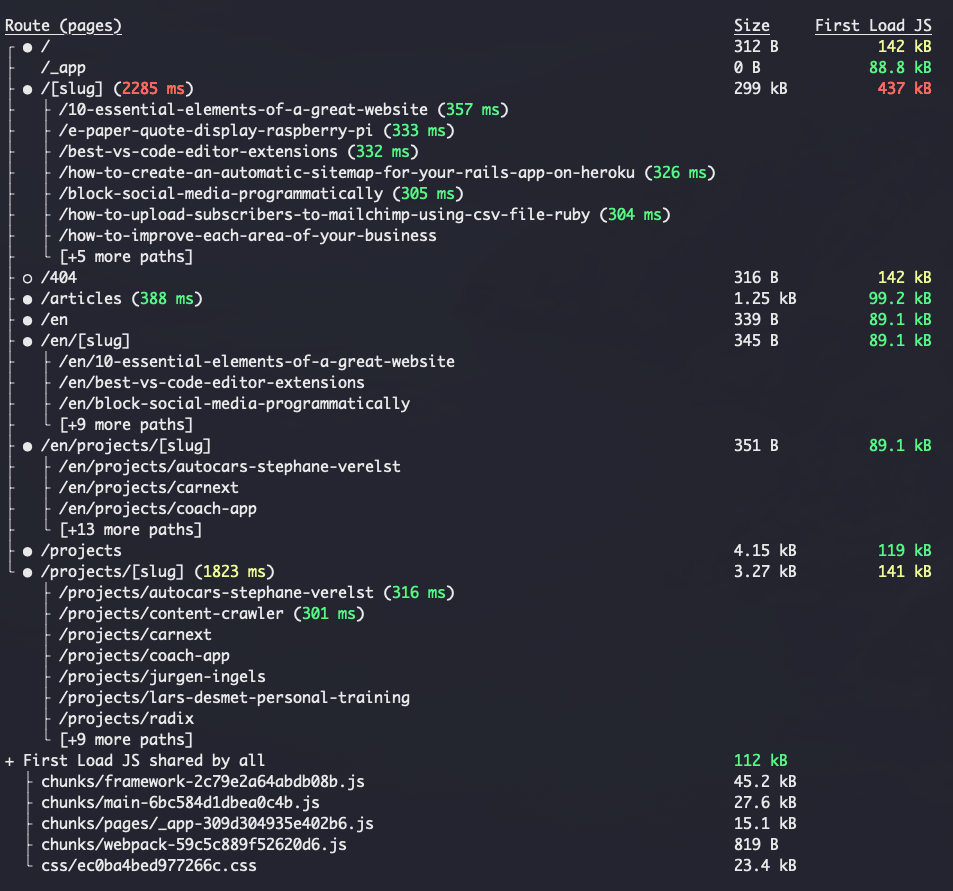 Route (pages) Size First Load JS
┌ ● / 312 B 142 kB
├ /_app 0 B 88.8 kB
├ ● /[slug] (2285 ms) 299 kB 437 kB
├ ├ /10-essential-elements-of-a-great-website (357 ms)
├ ├ /e-paper-quote-display-raspberry-pi (333 ms)
├ ├ /best-vs-code-editor-extensions (332 ms)
├ ├ /how-to-create-an-automatic-sitemap-for-your-rails-app-on-heroku (326 ms)
├ ├ /block-social-media-programmatically (305 ms)
├ ├ /how-to-upload-subscribers-to-mailchimp-using-csv-file-ruby (304 ms)
├ ├ /how-to-improve-each-area-of-your-business
├ └ [+5 more paths]
├ ○ /404 316 B 142 kB
├ ● /articles (388 ms) 1.25 kB 99.2 kB
├ ● /en 339 B 89.1 kB
├ ● /en/[slug] 345 B 89.1 kB
├ ├ /en/10-essential-elements-of-a-great-website
├ ├ /en/best-vs-code-editor-extensions
├ ├ /en/block-social-media-programmatically
├ └ [+9 more paths]
├ ● /en/projects/[slug] 351 B 89.1 kB
├ ├ /en/projects/autocars-stephane-verelst
├ ├ /en/projects/carnext
├ ├ /en/projects/coach-app
├ └ [+13 more paths]
├ ● /projects 4.15 kB 119 kB
└ ● /projects/[slug] (1823 ms) 3.27 kB 141 kB
├ /projects/autocars-stephane-verelst (316 ms)
├ /projects/content-crawler (301 ms)
├ /projects/carnext
├ /projects/coach-app
├ /projects/jurgen-ingels
├ /projects/lars-desmet-personal-training
├ /projects/radix
└ [+9 more paths]
+ First Load JS shared by all 112 kB
├ chunks/framework-2c79e2a64abdb08b.js 45.2 kB
├ chunks/main-6bc584d1dbea0c4b.js 27.6 kB
├ chunks/pages/_app-309d304935e402b6.js 15.1 kB
├ chunks/webpack-59c5c889f52620d6.js 819 B
└ css/ec0ba4bed977266c.css 23.4 kB